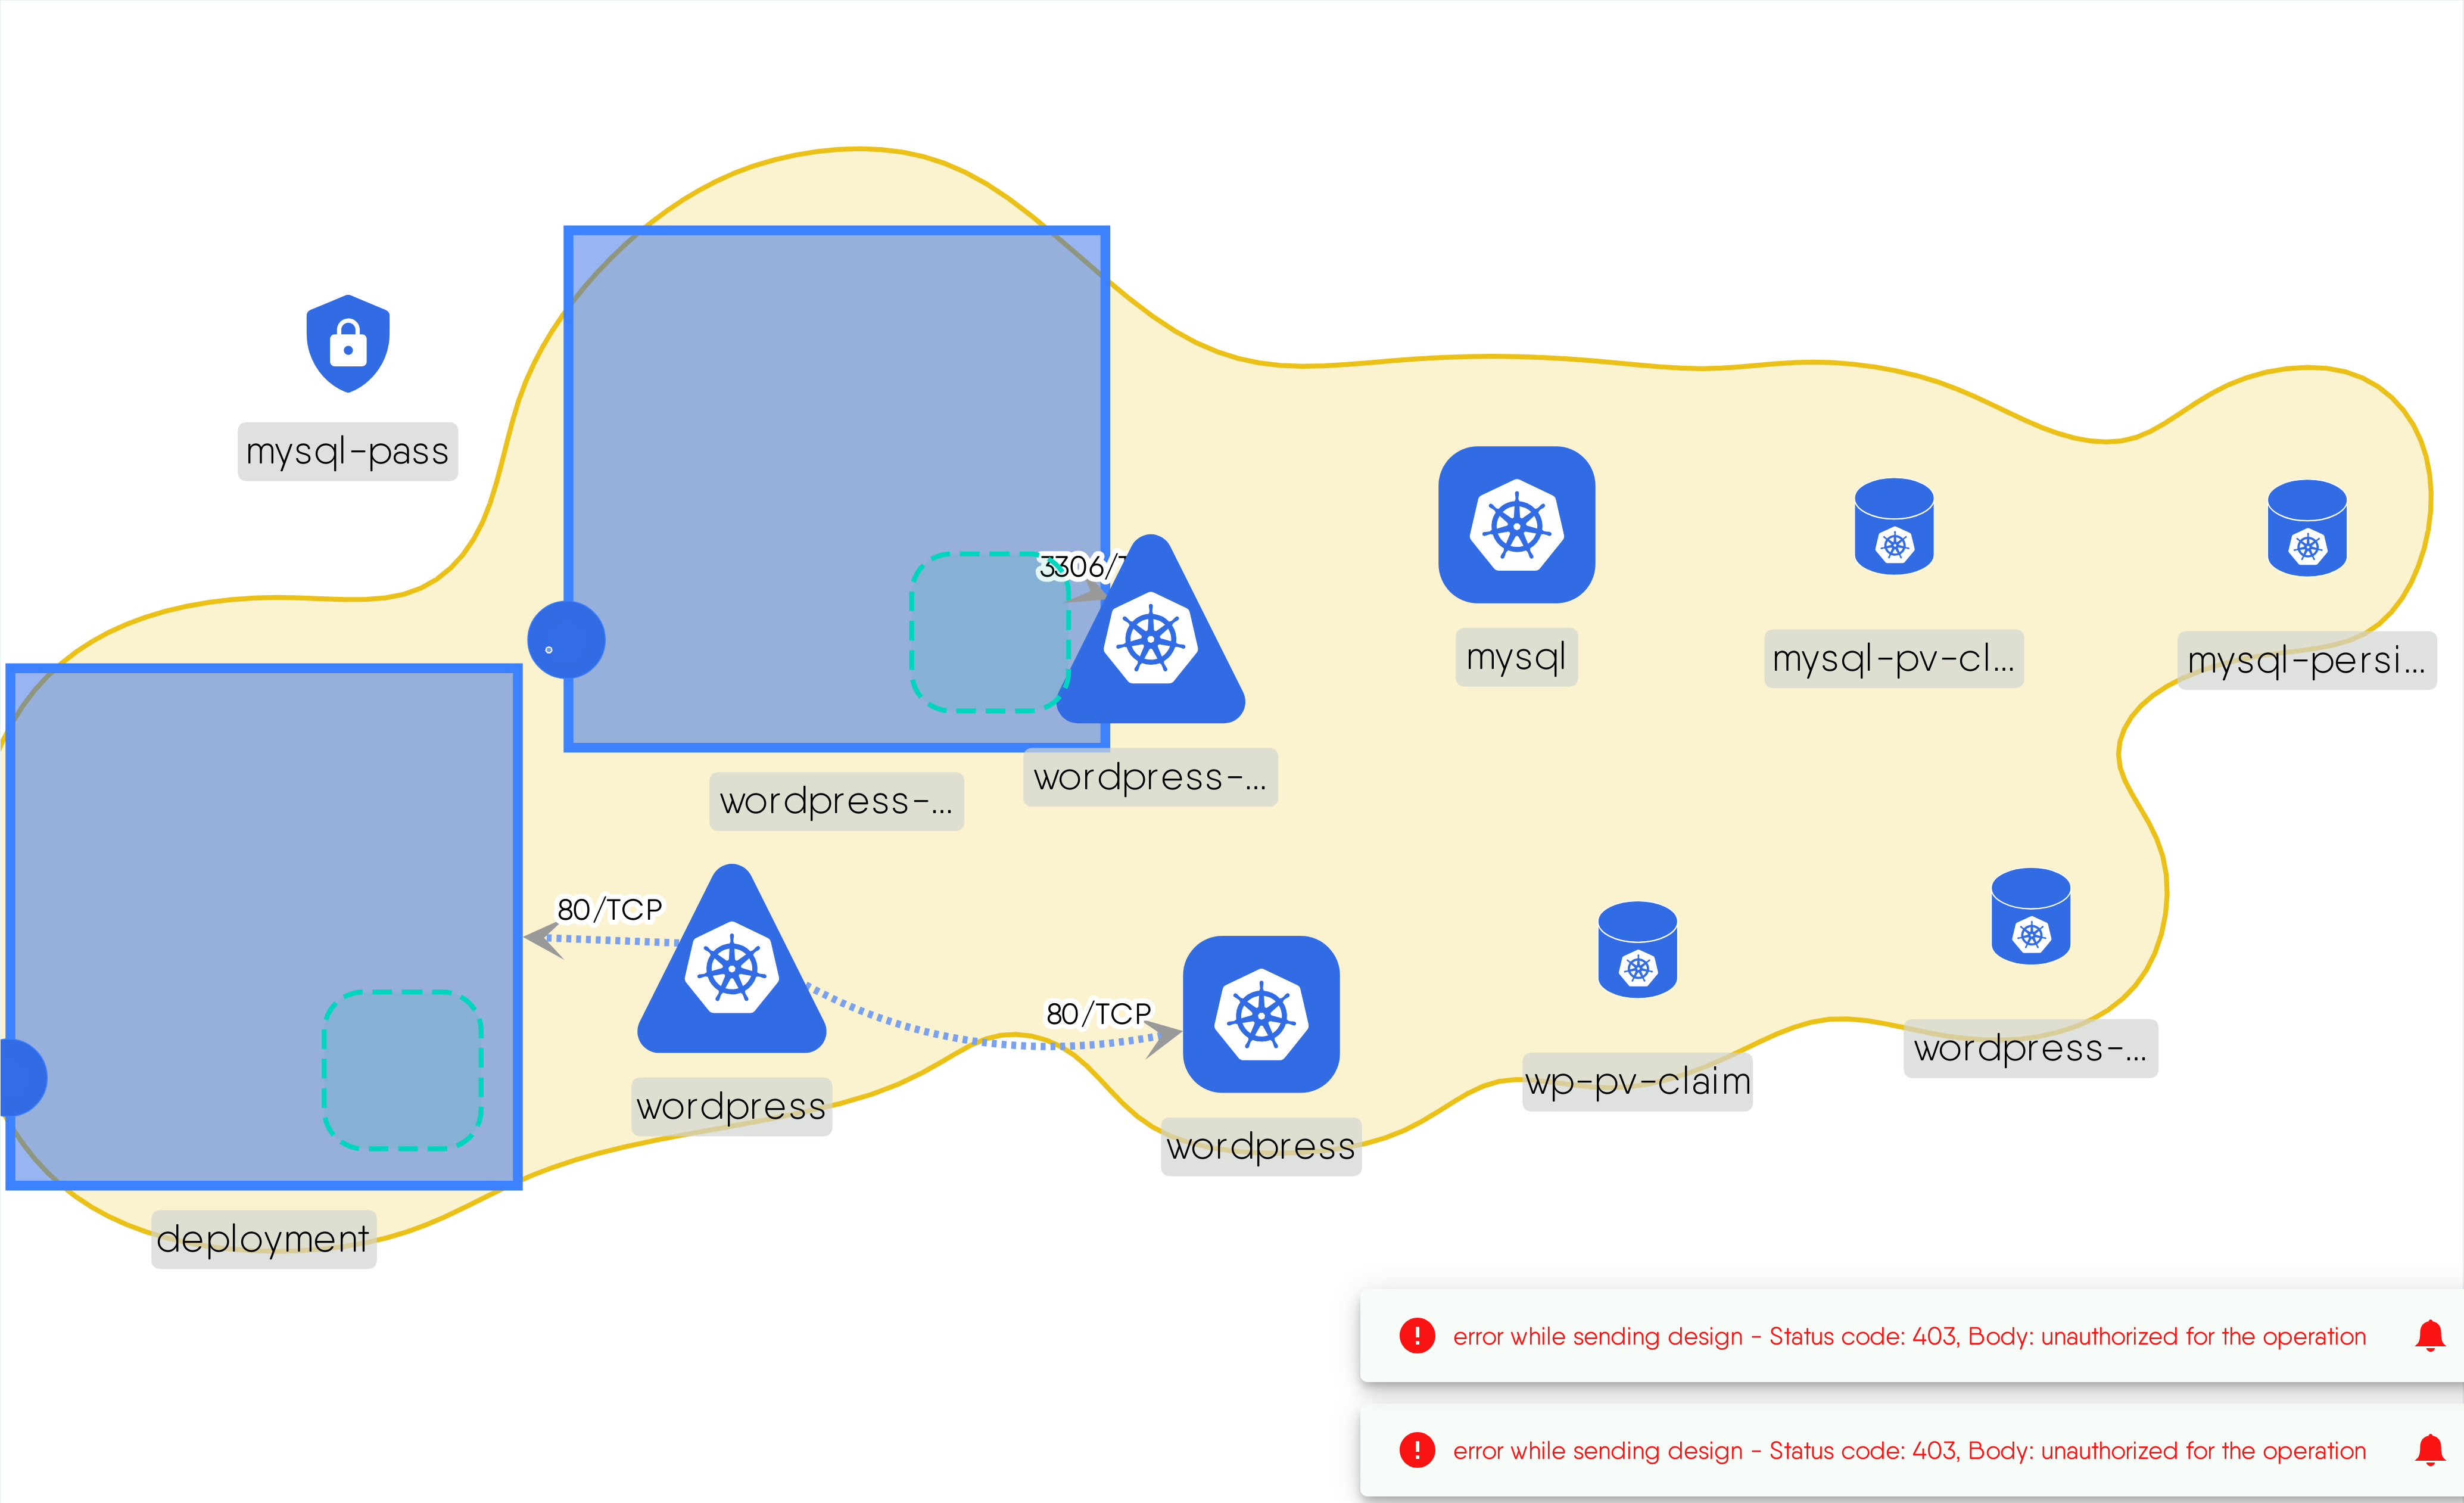 mysql-pass
3306/T
mysql
mysql-pv-cl...
mysql-persi...
wordpress-...
wordpress-...
80/TCP
80/TCP
wordpress
wordpress
wp-pv-claim
wordpress-...
deployment
error while sending design - Status code: 403, Body: unauthorized for the operation
error while sending design - Status code: 403, Body: unauthorized for the operation